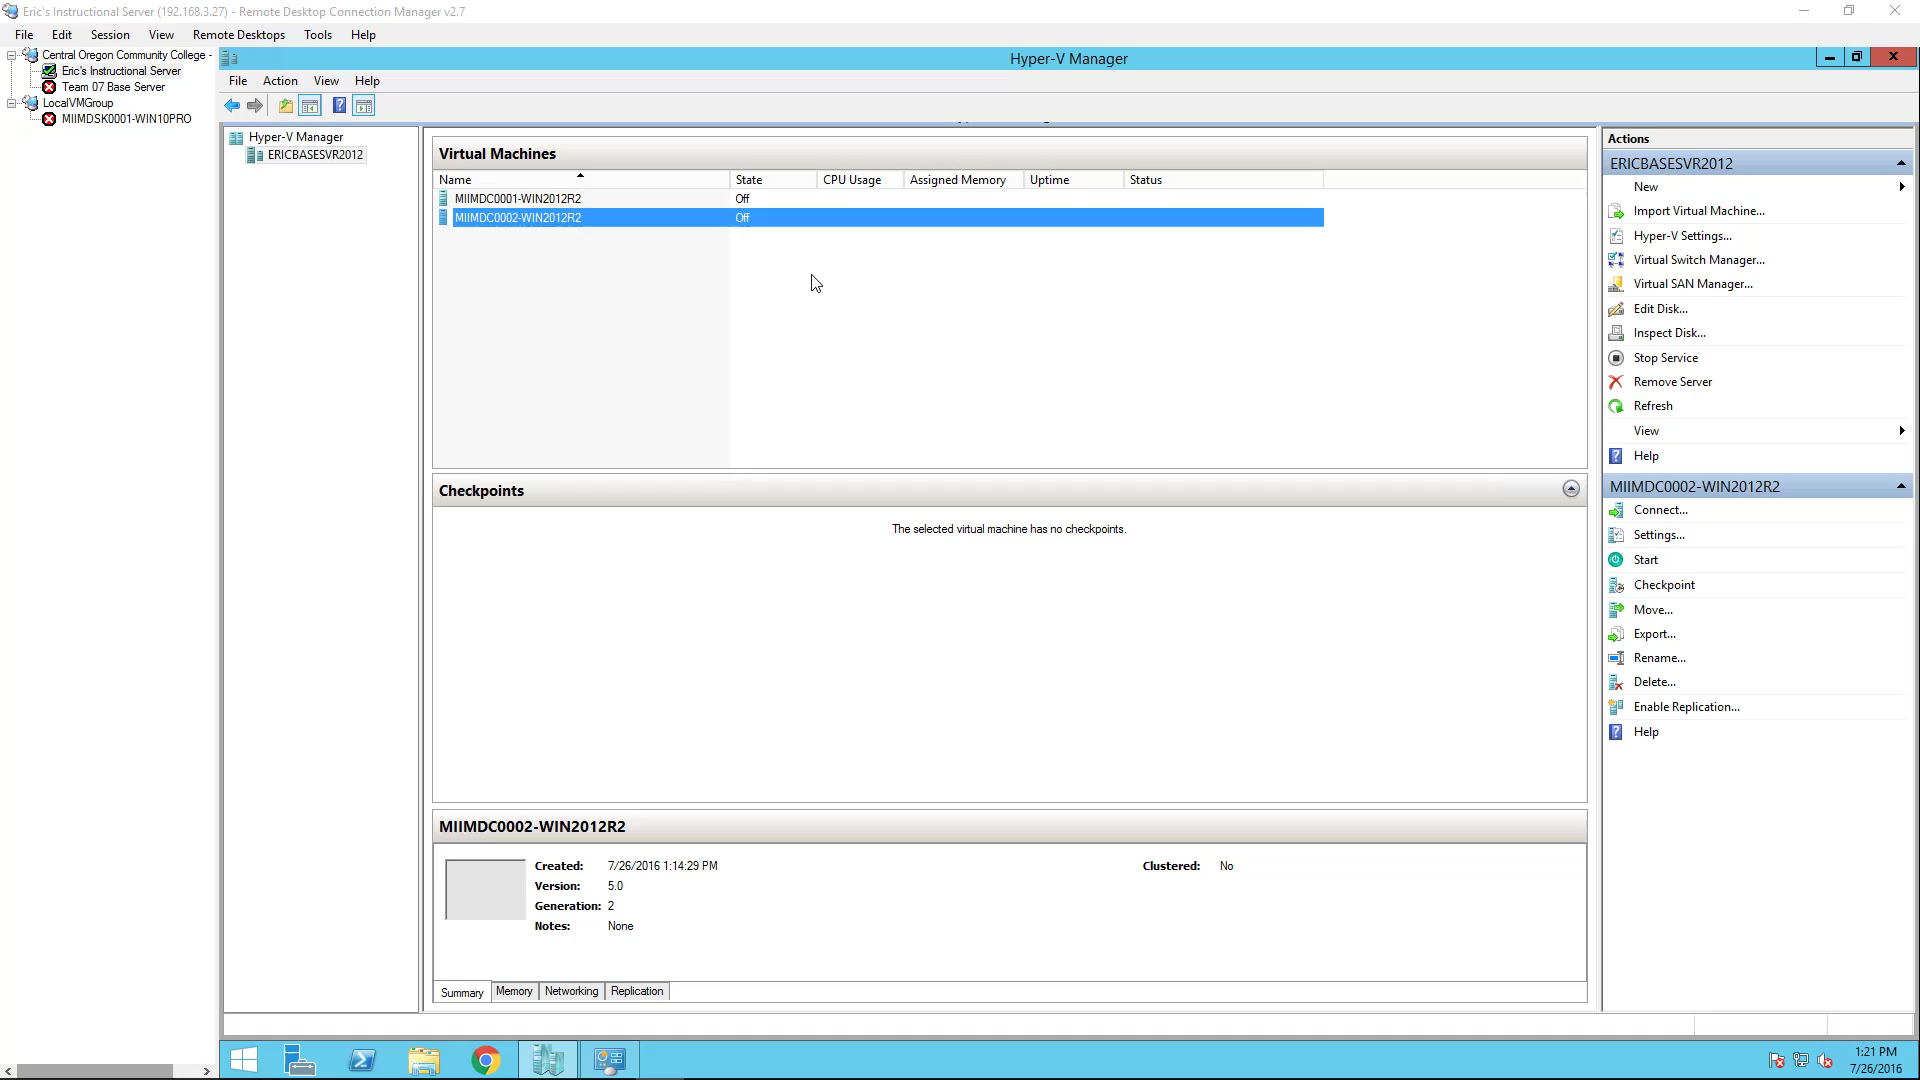 Eric's Instructional Server (192.168.3.27) - Remote Desktop Connection Manager v2.7
File Edit Session View Remote Desktops Tools Help
Central Oregon Community College -
Eric's Instructional Server
Team 07 Base Server
LocalVMGroup
MIIMDSK0001-WIN10PRO
Hyper-V Manager
File Action View Help
Hyper-V Manager
ERICBASESVR2012
Virtual Machines
Name State CPU Usage Assigned Memory Uptime Status
MIIMDC0001-WIN2012R2 Off
MIIMDC0002-WIN2012R2 Off
Checkpoints
The selected virtual machine has no checkpoints.
MIIMDC0002-WIN2012R2
Created: 7/26/2016 1:14:29 PM Clustered: No
Version: 5.0
Generation: 2
Notes: None
Summary Memory Networking Replication
Actions
ERICBASESVR2012
New
Import Virtual Machine...
Hyper-V Settings...
Virtual Switch Manager...
Virtual SAN Manager...
Edit Disk...
Inspect Disk...
Stop Service
Remove Server
Refresh
View
Help
MIIMDC0002-WIN2012R2
Connect...
Settings...
Start
Checkpoint
Move...
Export...
Rename...
Delete...
Enable Replication...
Help
1:21 PM
7/26/2016